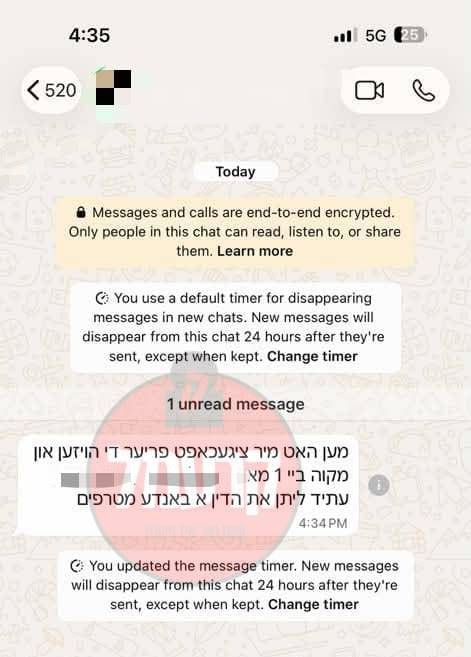 4:35
5G
25
520
Today
Messages and calls are end-to-end encrypted.
Only people in this chat can read, listen to, or share
them. Learn more
You use a default timer for disappearing
messages in new chats. New messages will
disappear from this chat 24 hours after they're
sent, except when kept. Change timer
1 unread message
מען האט מיר ציגעכאפט פריער די הויזען און
מקוה ביי 1 מא.
עתיד ליתן את הדין א באנדע מטרפים
4:34 PM
You updated the message timer. New messages
will disappear from this chat 24 hours after they're
sent, except when kept. Change timer